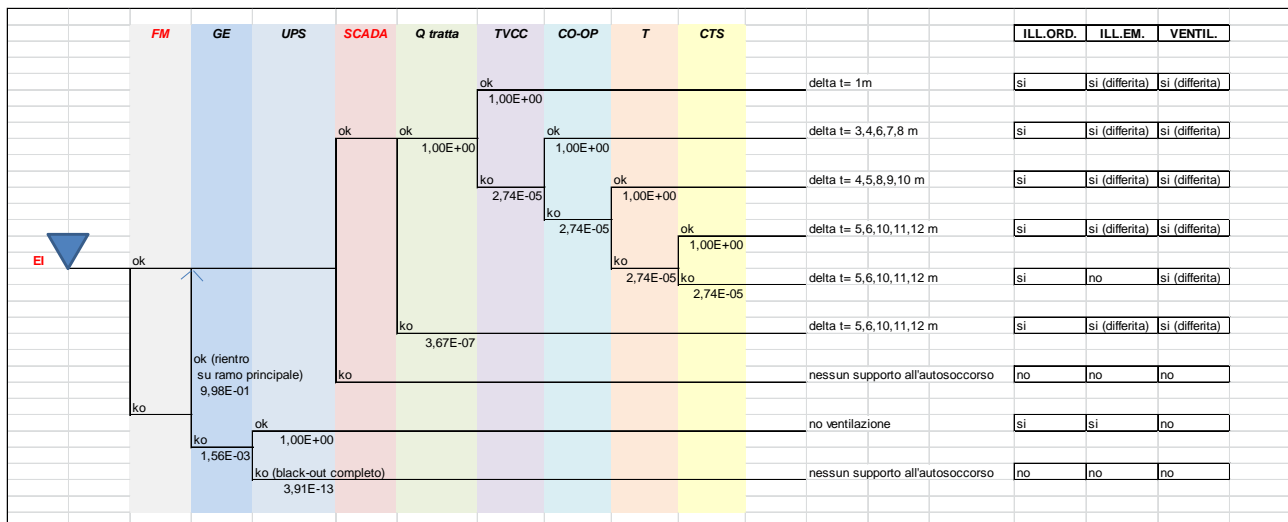 FM GE UPS SCADA Q tratta TVCC CO-OP T CTS ILL.ORD. ILL.EM. VENTIL.
ok delta t= 1m si si (differita) si (differita)
1,00E+00
ok ok ok delta t= 3,4,6,7,8 m si si (differita) si (differita)
1,00E+00 1,00E+00
ko ok delta t= 4,5,8,9,10 m si si (differita) si (differita)
2,74E-05 1,00E+00
ko ok delta t= 5,6,10,11,12 m si si (differita) si (differita)
2,74E-05 1,00E+00
EI ok ko
2,74E-05 ko delta t= 5,6,10,11,12 m si no si (differita)
2,74E-05
ko delta t= 5,6,10,11,12 m si si (differita) si (differita)
3,67E-07
ok (rientro
su ramo principale) ko nessun supporto all'autosoccorso no no no
9,98E-01
ko
ok no ventilazione si si no
ko 1,00E+00
1,56E-03
ko (black-out completo) nessun supporto all'autosoccorso no no no
3,91E-13